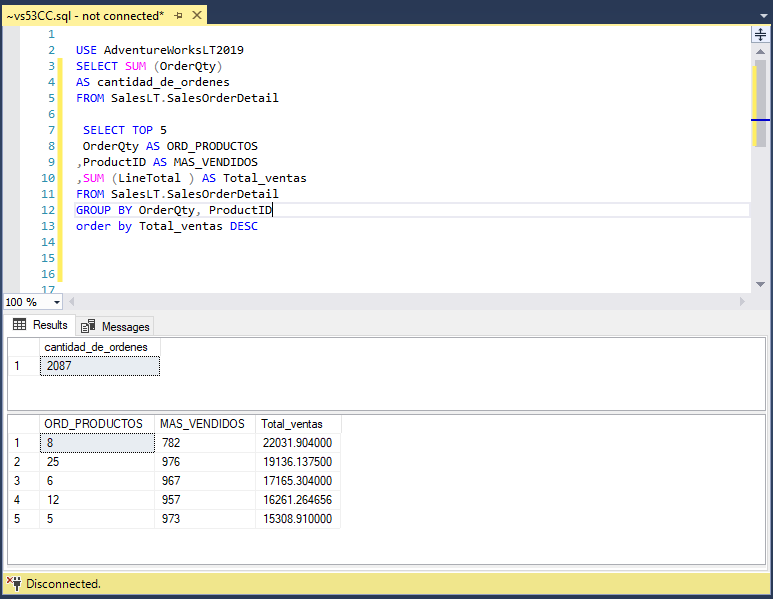 ~vs53CC.sql - not connected*
1
2 USE AdventureWorksLT2019
3 SELECT SUM (OrderQty)
4 AS cantidad_de_ordenes
5 FROM SalesLT.SalesOrderDetail
6
7 SELECT TOP 5
8 OrderQty AS ORD_PRODUCTOS
9 ,ProductID AS MAS_VENDIDOS
10 ,SUM (LineTotal ) AS Total_ventas
11 FROM SalesLT.SalesOrderDetail
12 GROUP BY OrderQty, ProductID
13 order by Total_ventas DESC
14
15
16
17
100 %
Results Messages
cantidad_de_ordenes
1 2087
ORD_PRODUCTOS MAS_VENDIDOS Total_ventas
1 8 782 22031.904000
2 25 976 19136.137500
3 6 967 17165.304000
4 12 957 16261.264656
5 5 973 15308.910000
Disconnected.